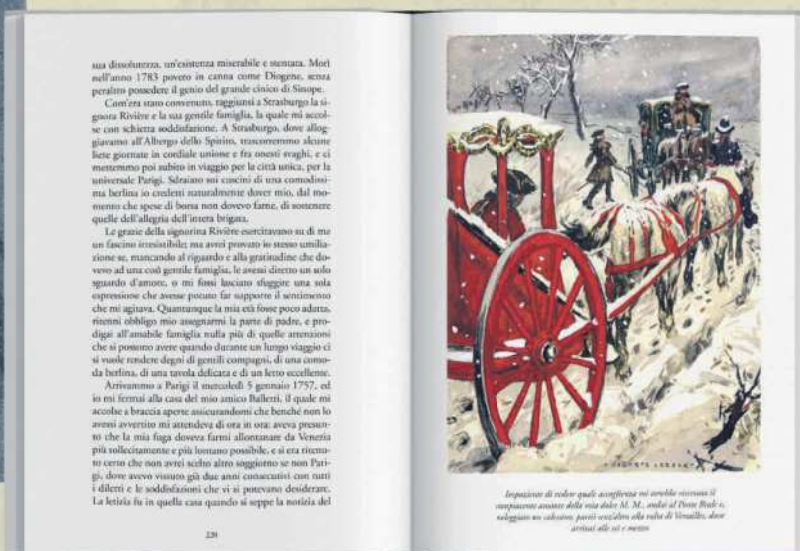 sua dissolutezza, un'esistenza miserabile e stentata. Morì
nell'anno 1783 povero in canna come Diogene, senza
peraltro possedere il genio del grande cinico di Sinope.
Com'era stato convenuto, raggiunsi a Strasburgo la si-
gnora Rivière e la sua gentile famiglia, la quale mi accol-
se con schietta soddisfazione. A Strasburgo, dove allog-
giavamo all'Albergo dello Spirito, trascorremmo alcune
liete giornate in cordiale unione e fra onesti svaghi, e ci
mettemmo poi subito in viaggio per la città unica, per la
universale Parigi. Sdraiato sui cuscini di una comodissi-
ma berlina io credetti naturalmente dover mio, dal mo-
mento che spese di borsa non dovevo farne, di sostenere
quelle dell'allegria dell'intera brigata.
Le grazie della signorina Rivière esercitavano su di me
un fascino irresistibile; ma avrei provato io stesso umilia-
zione se, mancando al riguardo e alla gratitudine che do-
vevo ad una così gentile famiglia, le avessi diretto un solo
sguardo d'amore, o mi fossi lasciato sfuggire una sola
espressione che avesse potuto far supporre il sentimento
che mi agitava. Quantunque la mia età fosse poco adatta,
ritenni obbligo mio assegnarmi la parte di padre, e pro-
digai all'amabile famiglia nulla più di quelle attenzioni
che si possono avere quando durante un lungo viaggio ci
si vuole rendere degni di gentili compagni, di una como-
da berlina, di una tavola delicata e di un letto eccellente.
Arrivammo a Parigi il mercoledì 5 gennaio 1757, ed
io mi fermai alla casa del mio amico Balletti, il quale mi
accolse a braccia aperte assicurandomi che benché non lo
avessi avvertito mi attendeva di ora in ora: aveva presun-
to che la mia fuga doveva farmi allontanare da Venezia
più sollecitamente e più lontano possibile, e si era ritenu-
to certo che non avrei scelto altro soggiorno se non Pari-
gi, dove avevo vissuto già due anni consecutivi con tutti
i diletti e le soddisfazioni che vi si potevano desiderare.
La letizia fu in quella casa quando si seppe la notizia del
220
Impaziente di vedere quale accoglienza mi avrebbe riservata il
compiacente amante della mia dolce M. M., andai al Ponte Reale e,
noleggiato un calessino, partii senz'altro alla volta di Versailles, dove
arrivai alle sei e mezzo